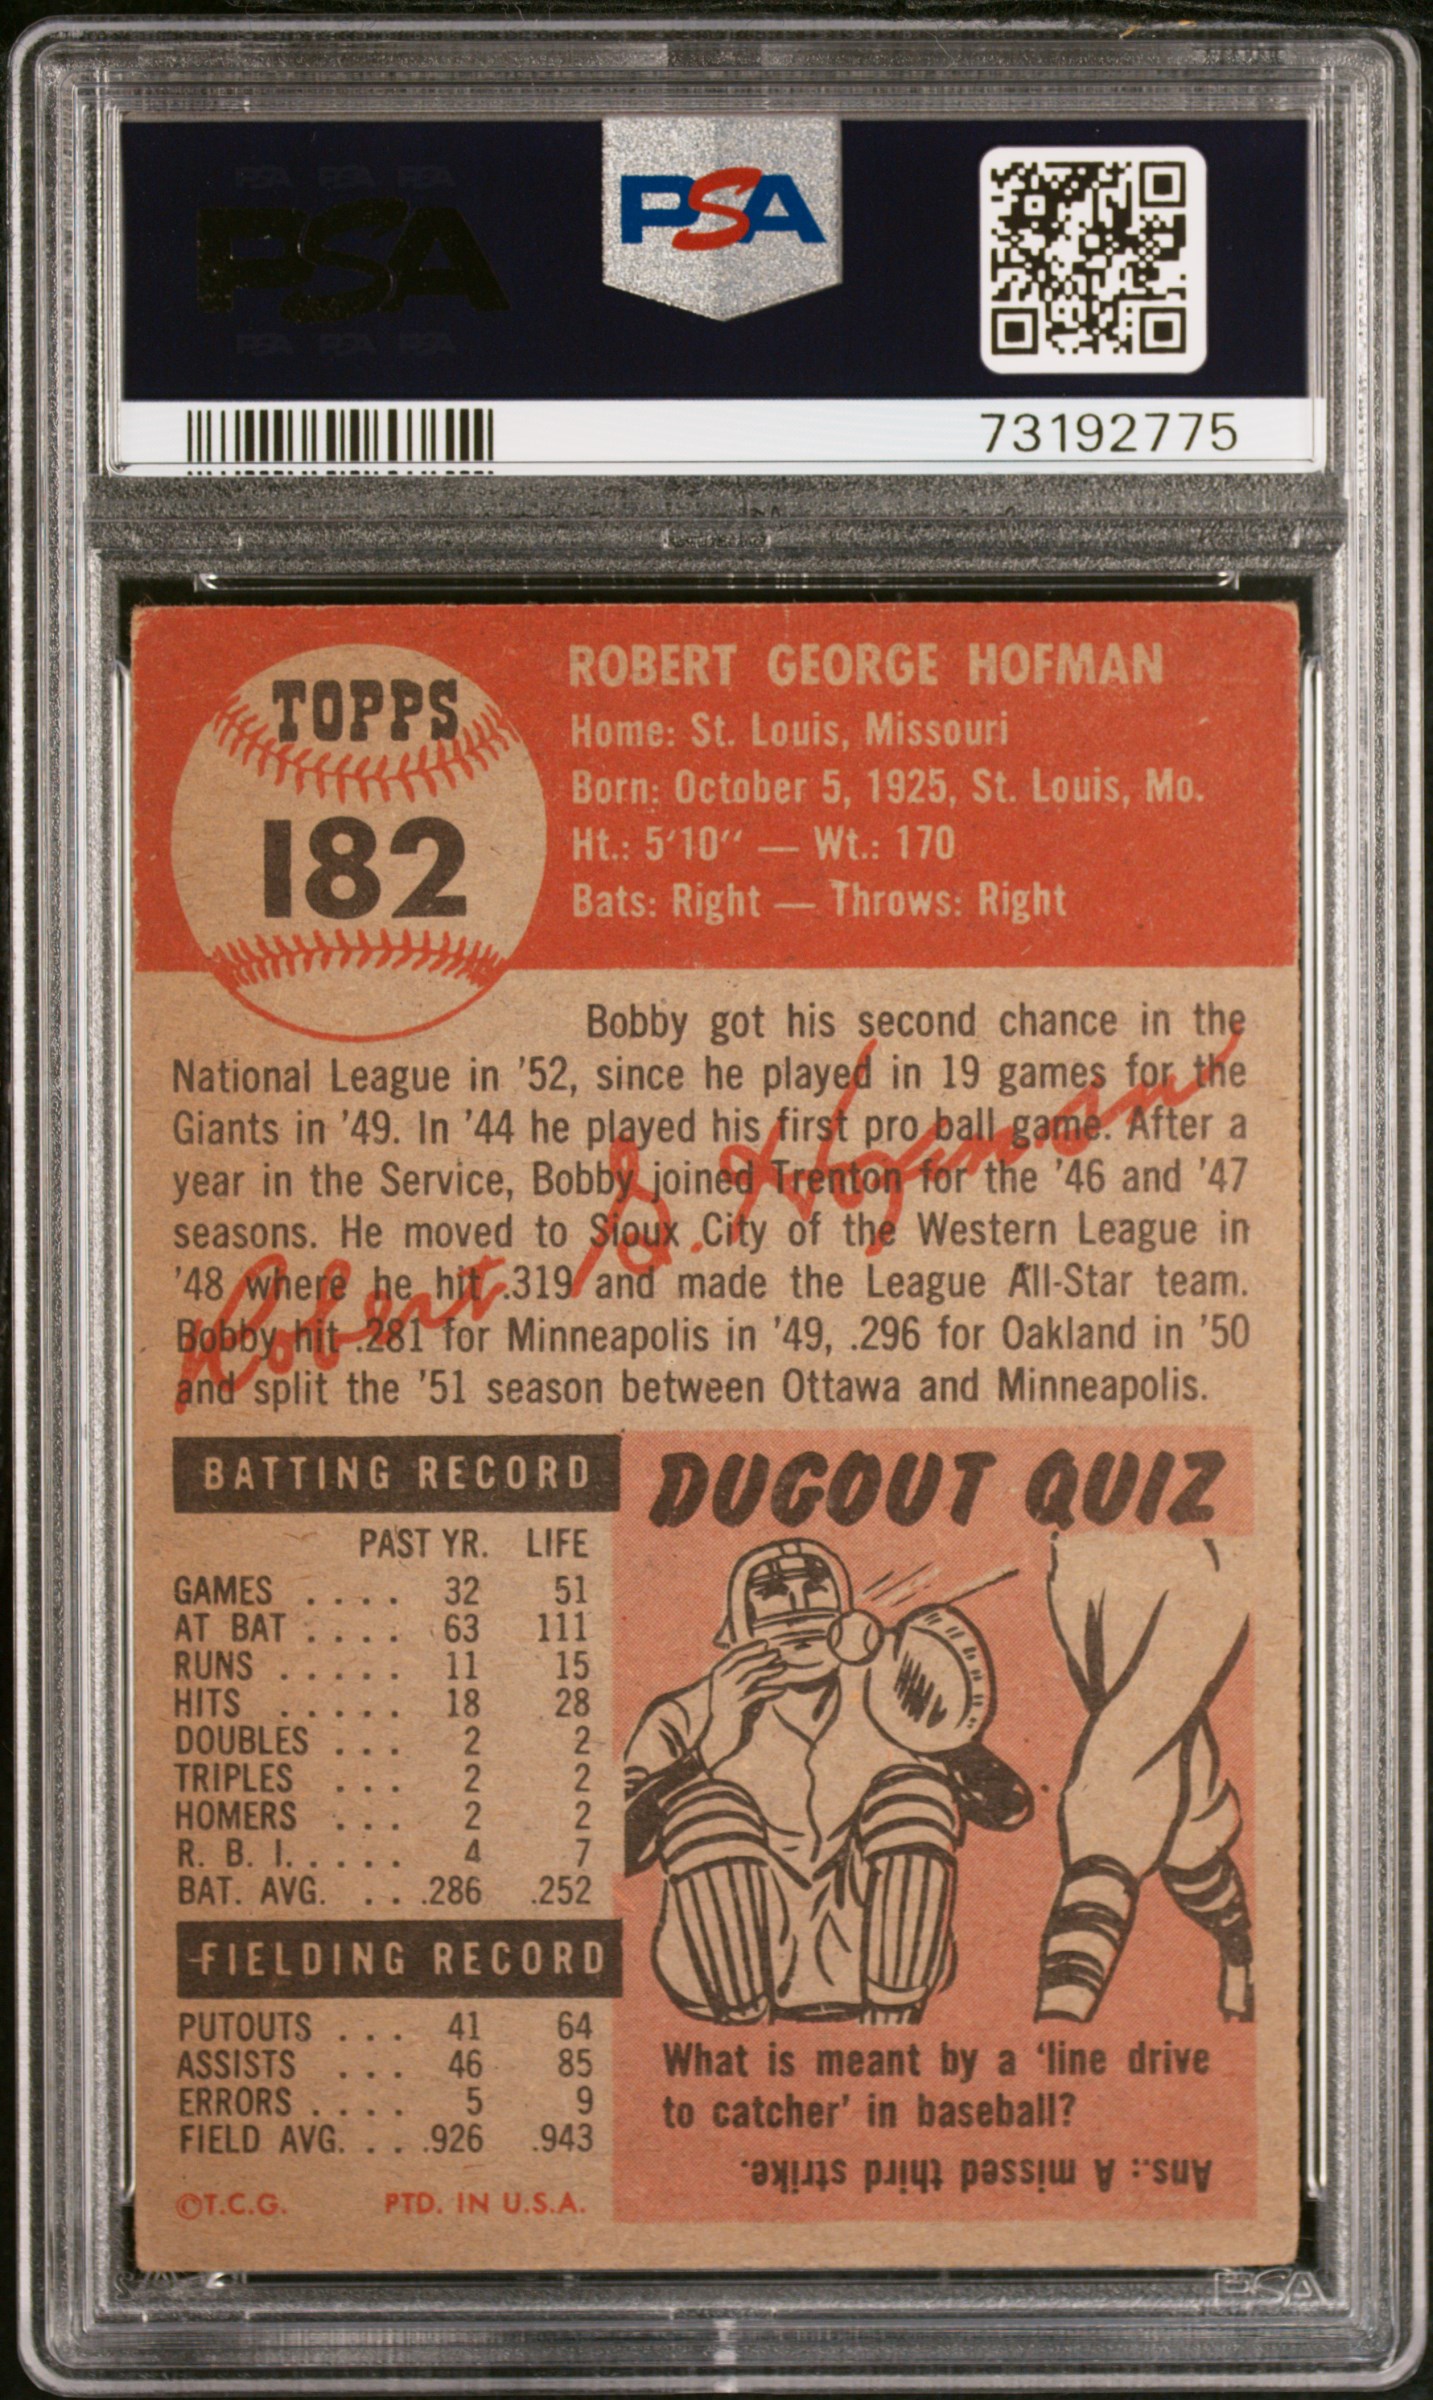 PSA PSA PSA
PSA
PSA PSA PSA
PSA
73192775
TOPPS
182
ROBERT GEORGE HOFMAN
Home: St. Louis, Missouri
Born: October 5, 1925, St. Louis, Mo.
Ht.: 5'10" — Wt.: 170
Bats: Right — Throws: Right
Bobby got his second chance in the
National League in '52, since he played in 19 games for the
Giants in '49. In '44 he played his first pro ball game. After a
year in the Service, Bobby joined Trenton for the '46 and '47
seasons. He moved to Sioux City of the Western League in
'48 where he hit .319 and made the League All-Star team.
Bobby hit .281 for Minneapolis in '49, .296 for Oakland in '50
and split the '51 season between Ottawa and Minneapolis.
Robert G. Hofman
BATTING RECORD
PAST YR. LIFE
GAMES .... 32 51
AT BAT .... 63 111
RUNS ..... 11 15
HITS ..... 18 28
DOUBLES ... 2 2
TRIPLES ... 2 2
HOMERS ... 2 2
R. B. I. .... 4 7
BAT. AVG. ... .286 .252
FIELDING RECORD
PUTOUTS ... 41 64
ASSISTS ... 46 85
ERRORS .... 5 9
FIELD AVG. ... .926 .943
©T.C.G. PTD. IN U.S.A.
DUGOUT QUIZ
What is meant by a 'line drive
to catcher' in baseball?
Ans.: A missed third strike.
PSA